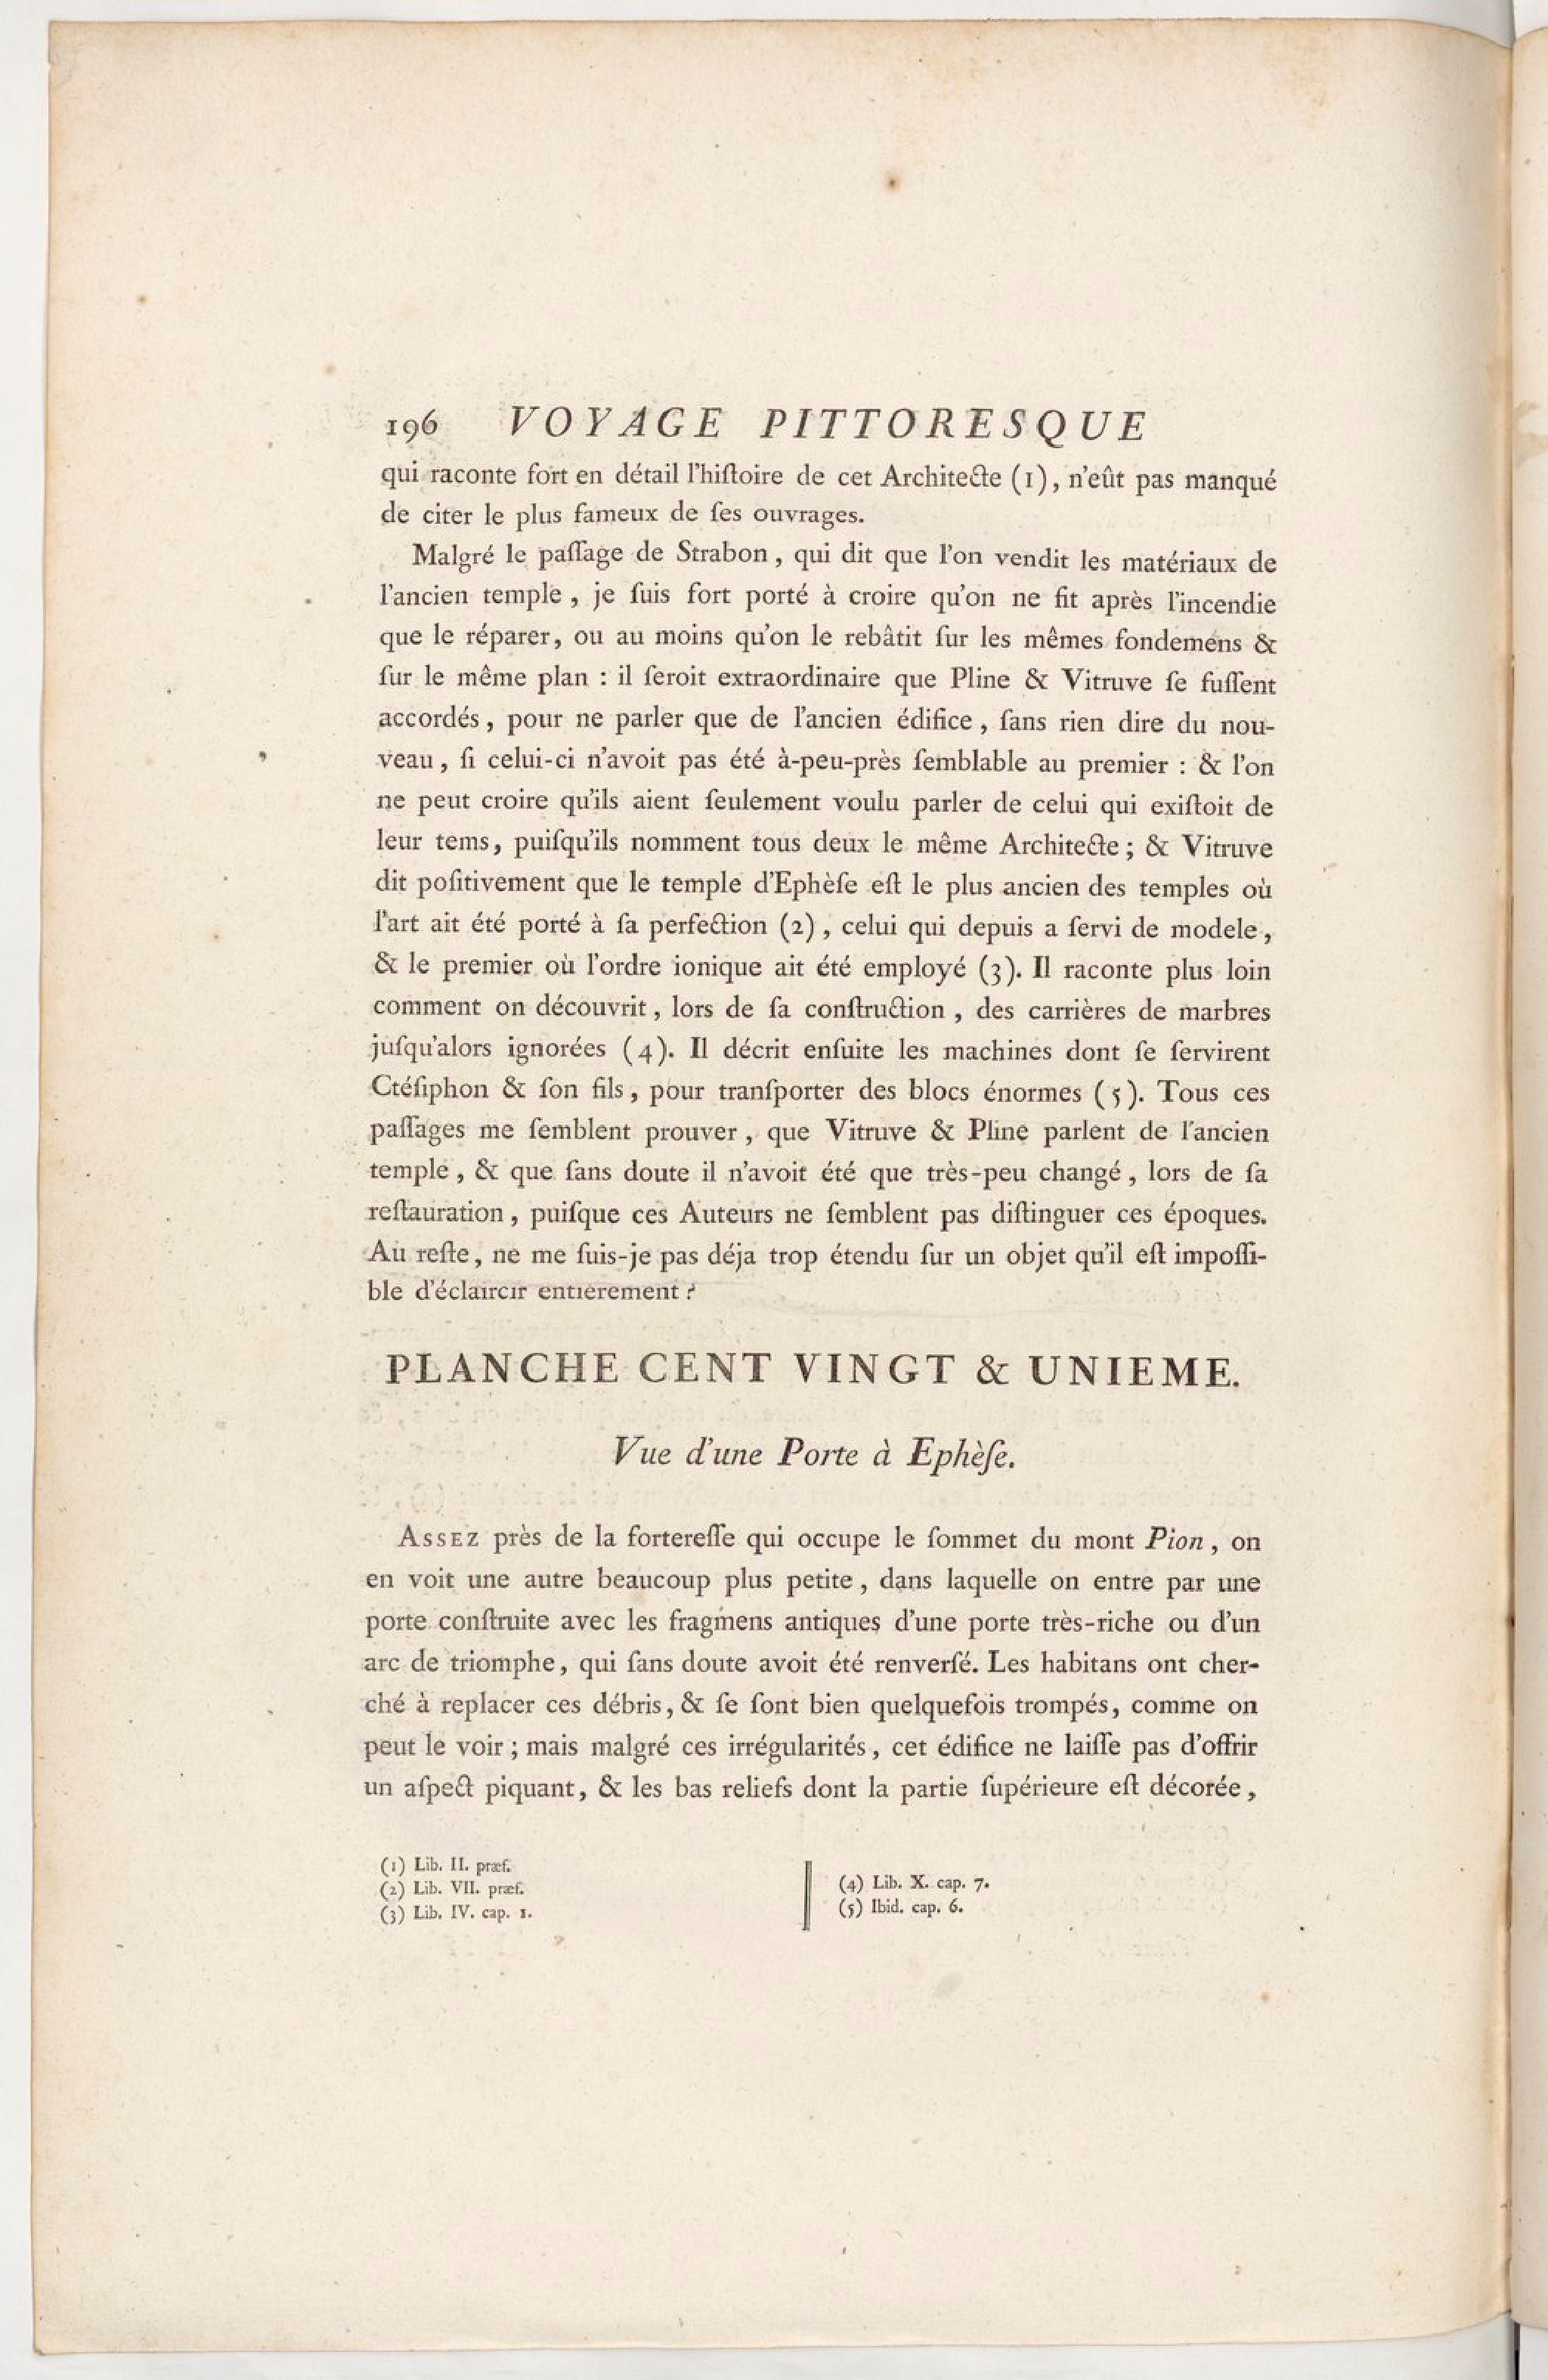 196 VOYAGE PITTORESQUE
qui raconte fort en détail l'hiſtoire de cet Architecte (1), n'eût pas manqué
de citer le plus fameux de ſes ouvrages.
Malgré le paſſage de Strabon, qui dit que l'on vendit les matériaux de
l'ancien temple, je ſuis fort porté à croire qu'on ne fit après l'incendie
que le réparer, ou au moins qu'on le rebâtit ſur les mêmes fondemens &
ſur le même plan : il ſeroit extraordinaire que Pline & Vitruve ſe fuſſent
accordés, pour ne parler que de l'ancien édifice, ſans rien dire du nou-
veau, ſi celui-ci n'avoit pas été à-peu-près ſemblable au premier : & l'on
ne peut croire qu'ils aient ſeulement voulu parler de celui qui exiſtoit de
leur tems, puiſqu'ils nomment tous deux le même Architecte; & Vitruve
dit poſitivement que le temple d'Ephèſe eſt le plus ancien des temples où
l'art ait été porté à ſa perfection (2), celui qui depuis a ſervi de modele,
& le premier où l'ordre ionique ait été employé (3). Il raconte plus loin
comment on découvrit, lors de ſa conſtruction, des carrières de marbres
juſqu'alors ignorées (4). Il décrit enſuite les machines dont ſe ſervirent
Ctéſiphon & ſon fils, pour tranſporter des blocs énormes (5). Tous ces
paſſages me ſemblent prouver, que Vitruve & Pline parlent de l'ancien
temple, & que ſans doute il n'avoit été que très-peu changé, lors de ſa
reſtauration, puiſque ces Auteurs ne ſemblent pas diſtinguer ces époques.
Au reſte, ne me ſuis-je pas déja trop étendu ſur un objet qu'il eſt impoſſi-
ble d'éclaircir entièrement ?
PLANCHE CENT VINGT & UNIEME.
Vue d'une Porte à Ephèſe.
ASSEZ près de la fortereſſe qui occupe le ſommet du mont Pion, on
en voit une autre beaucoup plus petite, dans laquelle on entre par une
porte conſtruite avec les fragmens antiques d'une porte très-riche ou d'un
arc de triomphe, qui ſans doute avoit été renverſé. Les habitans ont cher-
ché à replacer ces débris, & ſe ſont bien quelquefois trompés, comme on
peut le voir ; mais malgré ces irrégularités, cet édifice ne laiſſe pas d'offrir
un aſpect piquant, & les bas reliefs dont la partie ſupérieure eſt décorée,
(1) Lib. II. præf.
(2) Lib. VII. præf.
(3) Lib. IV. cap. 1.
(4) Lib. X. cap. 7.
(5) Ibid. cap. 6.